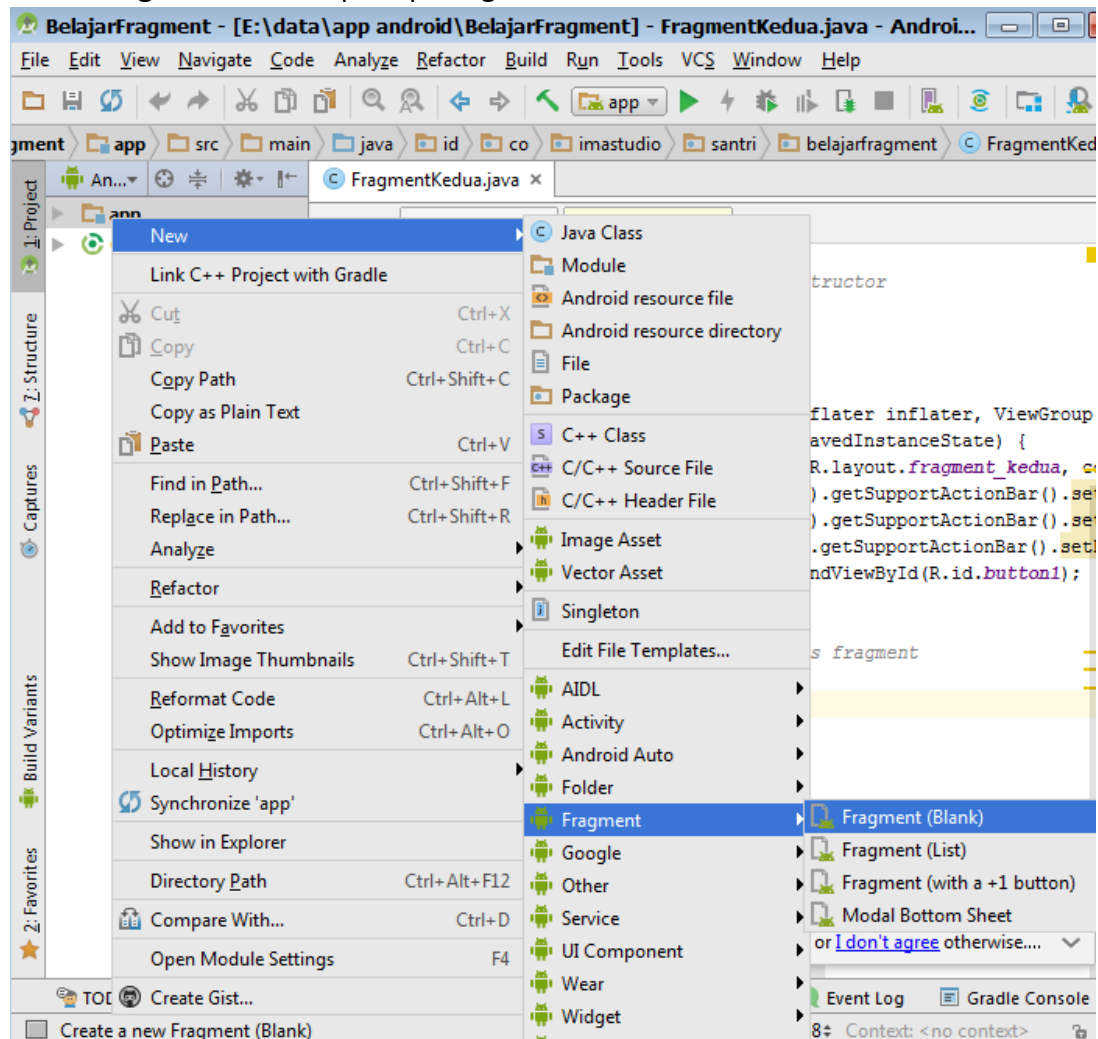 BelajarFragment - [E:\data\app android\BelajarFragment] - FragmentKedua.java - Androi...
File Edit View Navigate Code Analyze Refactor Build Run Tools VCS Window Help
app
gment app src main java id co imastudio santri belajarfragment FragmentKed
1: Project
An...
FragmentKedua.java
app
New
Link C++ Project with Gradle
Cut Ctrl+X
Copy Ctrl+C
Copy Path Ctrl+Shift+C
Copy as Plain Text
Paste Ctrl+V
Find in Path... Ctrl+Shift+F
Replace in Path... Ctrl+Shift+R
Analyze
Refactor
Add to Favorites
Show Image Thumbnails Ctrl+Shift+T
Reformat Code Ctrl+Alt+L
Optimize Imports Ctrl+Alt+O
Local History
Synchronize 'app'
Show in Explorer
Directory Path Ctrl+Alt+F12
Compare With... Ctrl+D
Open Module Settings F4
Create Gist...
Java Class
Module
Android resource file
Android resource directory
File
Package
C++ Class
C/C++ Source File
C/C++ Header File
Image Asset
Vector Asset
Singleton
Edit File Templates...
AIDL
Activity
Android Auto
Folder
Fragment
Google
Other
Service
UI Component
Wear
Widget
Fragment (Blank)
Fragment (List)
Fragment (with a +1 button)
Modal Bottom Sheet
tructor
flater inflater, ViewGroup
avedInstanceState) {
R.layout.fragment_kedua, co
).getSupportActionBar().set
).getSupportActionBar().set
.getSupportActionBar().setH
ndViewById(R.id.button1);
s fragment
or I don't agree otherwise....
7: Structure
Captures
Build Variants
2: Favorites
TOD
Event Log Gradle Console
Create a new Fragment (Blank)
8 Context: <no context>